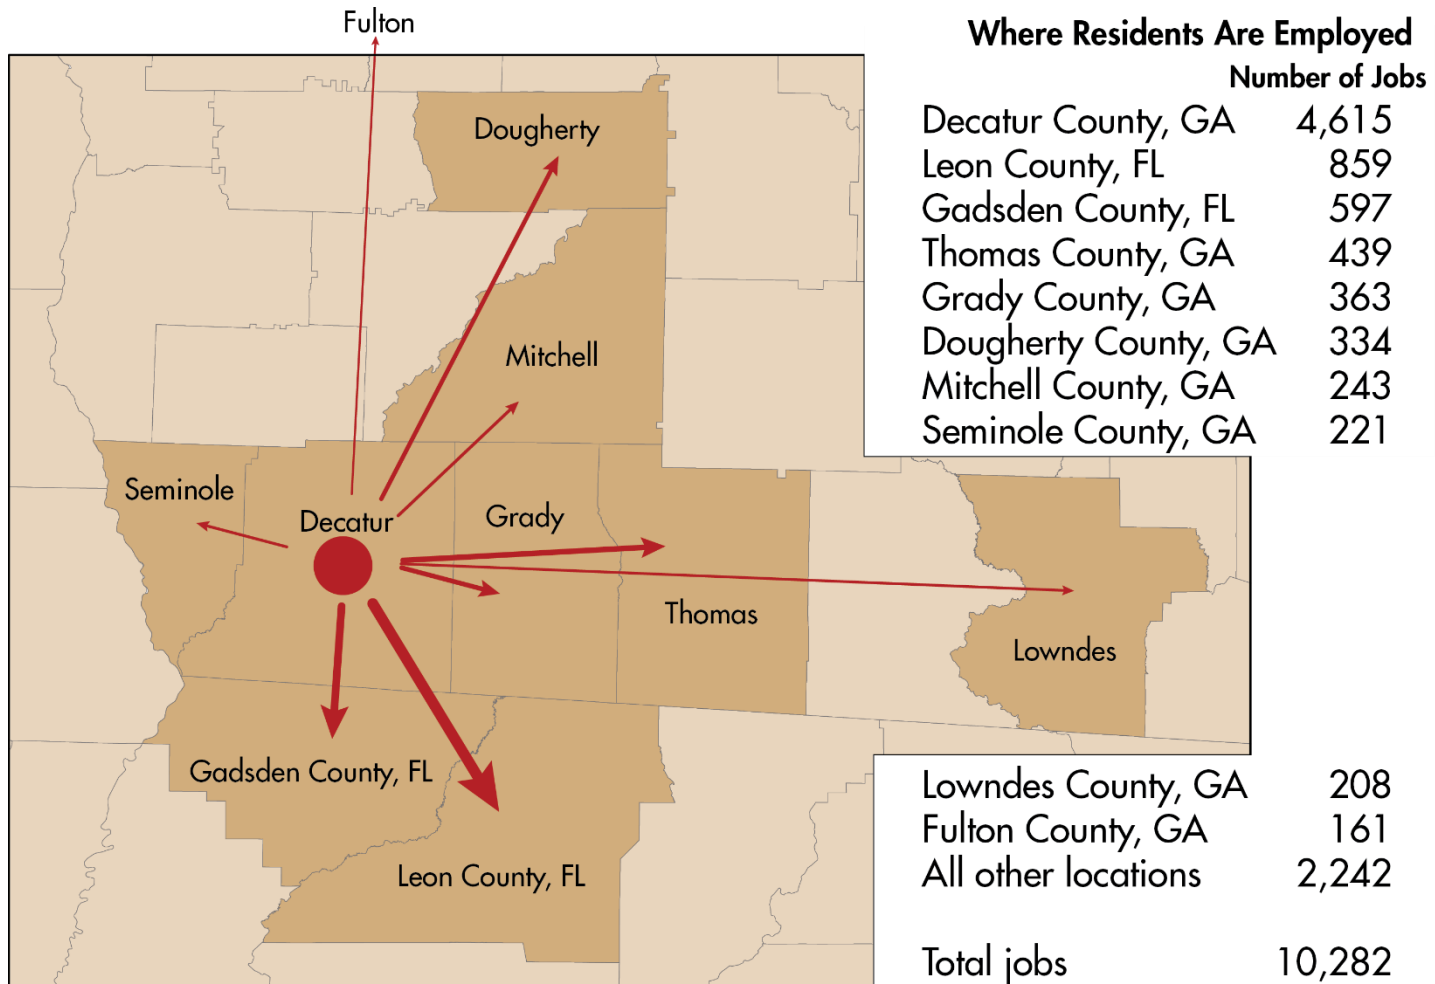 Fulton
Where Residents Are Employed
Number of Jobs
Decatur County, GA 4,615
Leon County, FL 859
Gadsden County, FL 597
Thomas County, GA 439
Grady County, GA 363
Dougherty County, GA 334
Mitchell County, GA 243
Seminole County, GA 221
Dougherty
Mitchell
Seminole
Decatur
Grady
Thomas
Lowndes
Gadsden County, FL
Leon County, FL
Lowndes County, GA 208
Fulton County, GA 161
All other locations 2,242
Total jobs 10,282